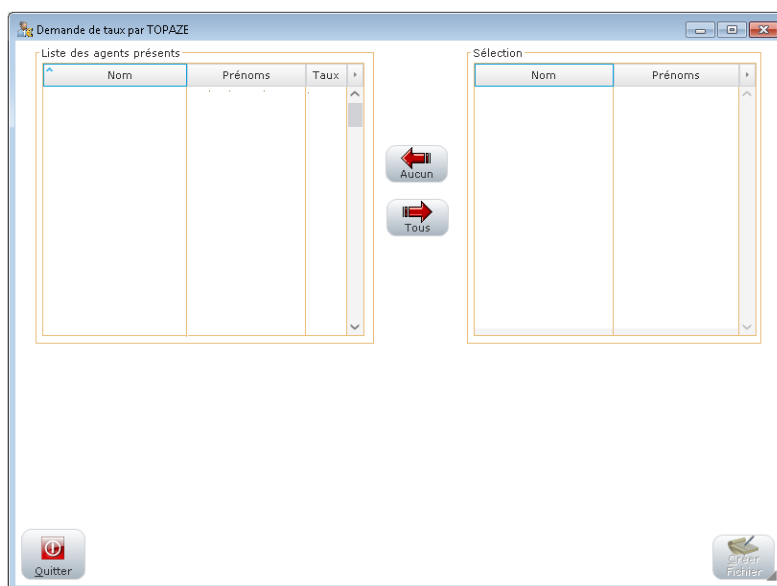 Demande de taux par TOPAZE
Liste des agents présents
Nom Prénoms Taux
Aucun
Tous
Sélection
Nom Prénoms
Quitter
Créer
Fichier